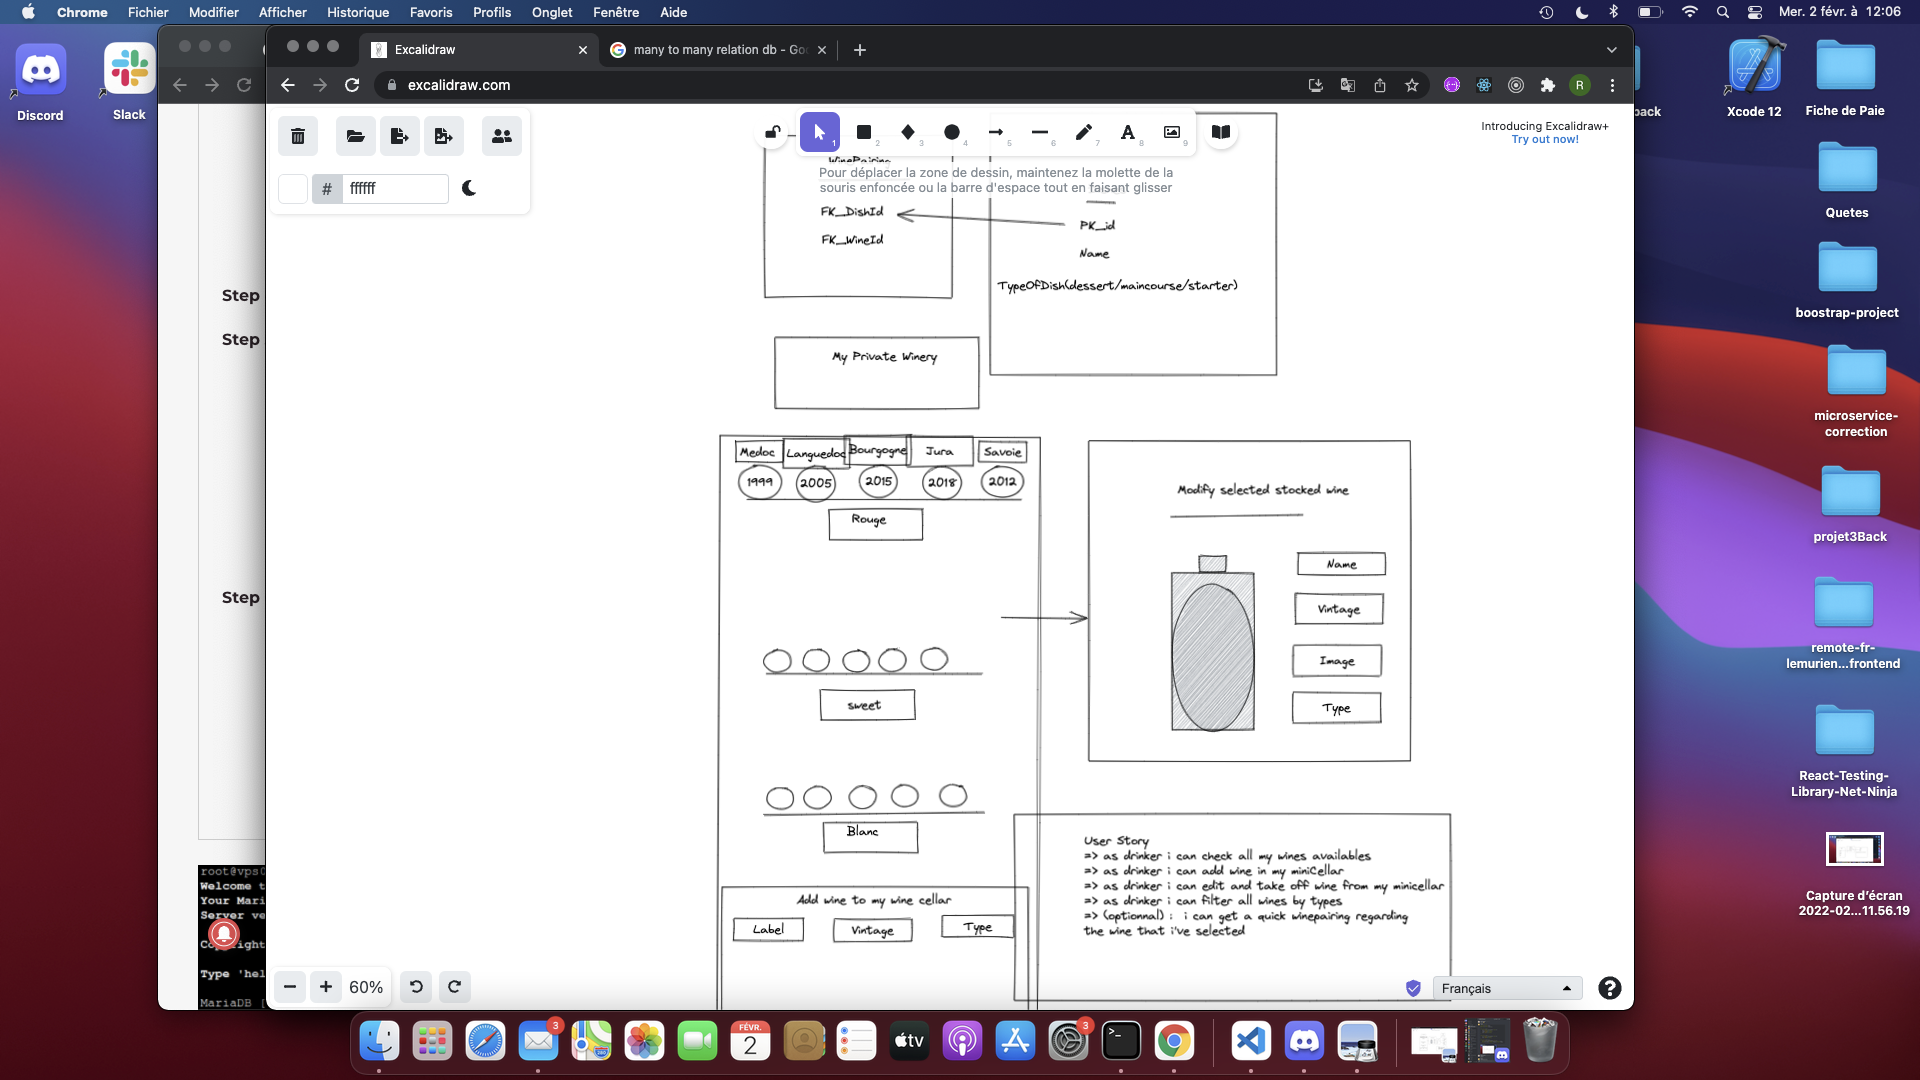 Chrome Fichier Modifier Afficher Historique Favoris Profils Onglet Fenêtre Aide
Mer. 2 févr. à 12:06
Discord
Slack
Excalidraw
many to many relation db - Goo
excalidraw.com
R
Introducing Excalidraw+
Try out now!
1 2 3 4 5 6 7 8 9
Pour déplacer la zone de dessin, maintenez la molette de la
souris enfoncée ou la barre d'espace tout en faisant glisser
# ffffff
WinePairing
FK_DishId
FK_WineId
PK_id
Name
TypeOfDish(dessert/maincourse/starter)
My Private Winery
Medoc Languedoc Bourgogne Jura Savoie
1999 2005 2015 2018 2012
Rouge
sweet
Blanc
Add wine to my wine cellar
Label Vintage Type
Modify selected stocked wine
Name
Vintage
Image
Type
User Story
=> as drinker i can check all my wines availables
=> as drinker i can add wine in my miniCellar
=> as drinker i can edit and take off wine from my minicellar
=> as drinker i can filter all wines by types
=> (optionnal) : i can get a quick winepairing regarding
the wine that i've selected
60%
Français
Step
Step
Step
root@vps0
Welcome t
Your Mari
Server ve
Type 'hel
MariaDB [
back
Xcode 12
Fiche de Paie
Quetes
boostrap-project
microservice-
correction
projet3Back
remote-fr-
lemurien...frontend
React-Testing-
Library-Net-Ninja
Capture d'écran
2022-02...11.56.19
3
FÉVR.
2
tv
3